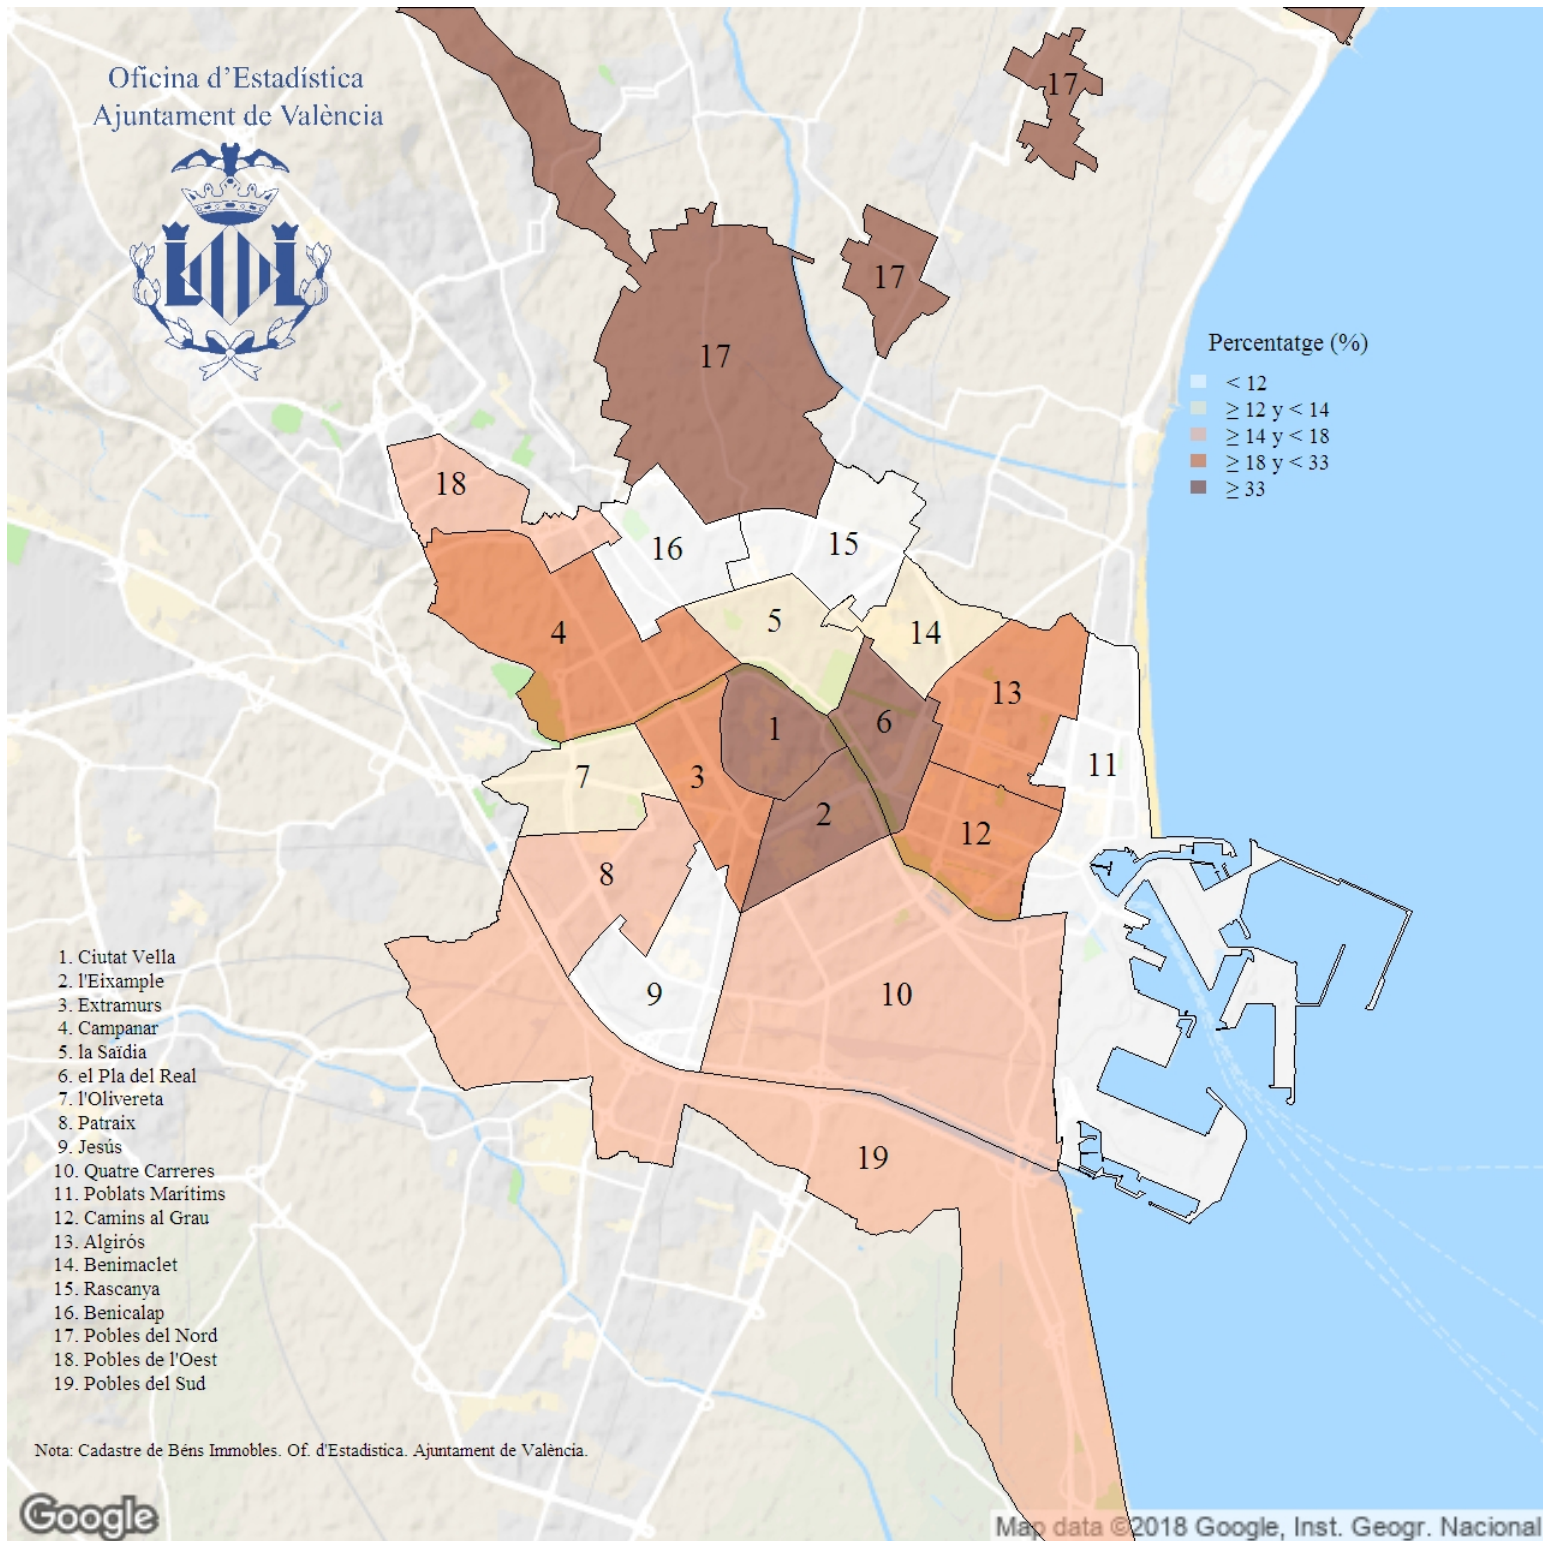 Oficina d'Estadística
Ajuntament de València
17
17
17
Percentatge (%)
< 12
≥ 12 y < 14
≥ 14 y < 18
≥ 18 y < 33
≥ 33
18
16
15
5
14
4
13
6
1
11
7
3
2
12
8
10
9
19
1. Ciutat Vella
2. l'Eixample
3. Extramurs
4. Campanar
5. la Saïdia
6. el Pla del Real
7. l'Olivereta
8. Patraix
9. Jesús
10. Quatre Carreres
11. Poblats Marítims
12. Camins al Grau
13. Algirós
14. Benimaclet
15. Rascanya
16. Benicalap
17. Pobles del Nord
18. Pobles de l'Oest
19. Pobles del Sud
Nota: Cadastre de Béns Immobles. Of. d'Estadística. Ajuntament de València.
Google
Map data ©2018 Google, Inst. Geogr. Nacional